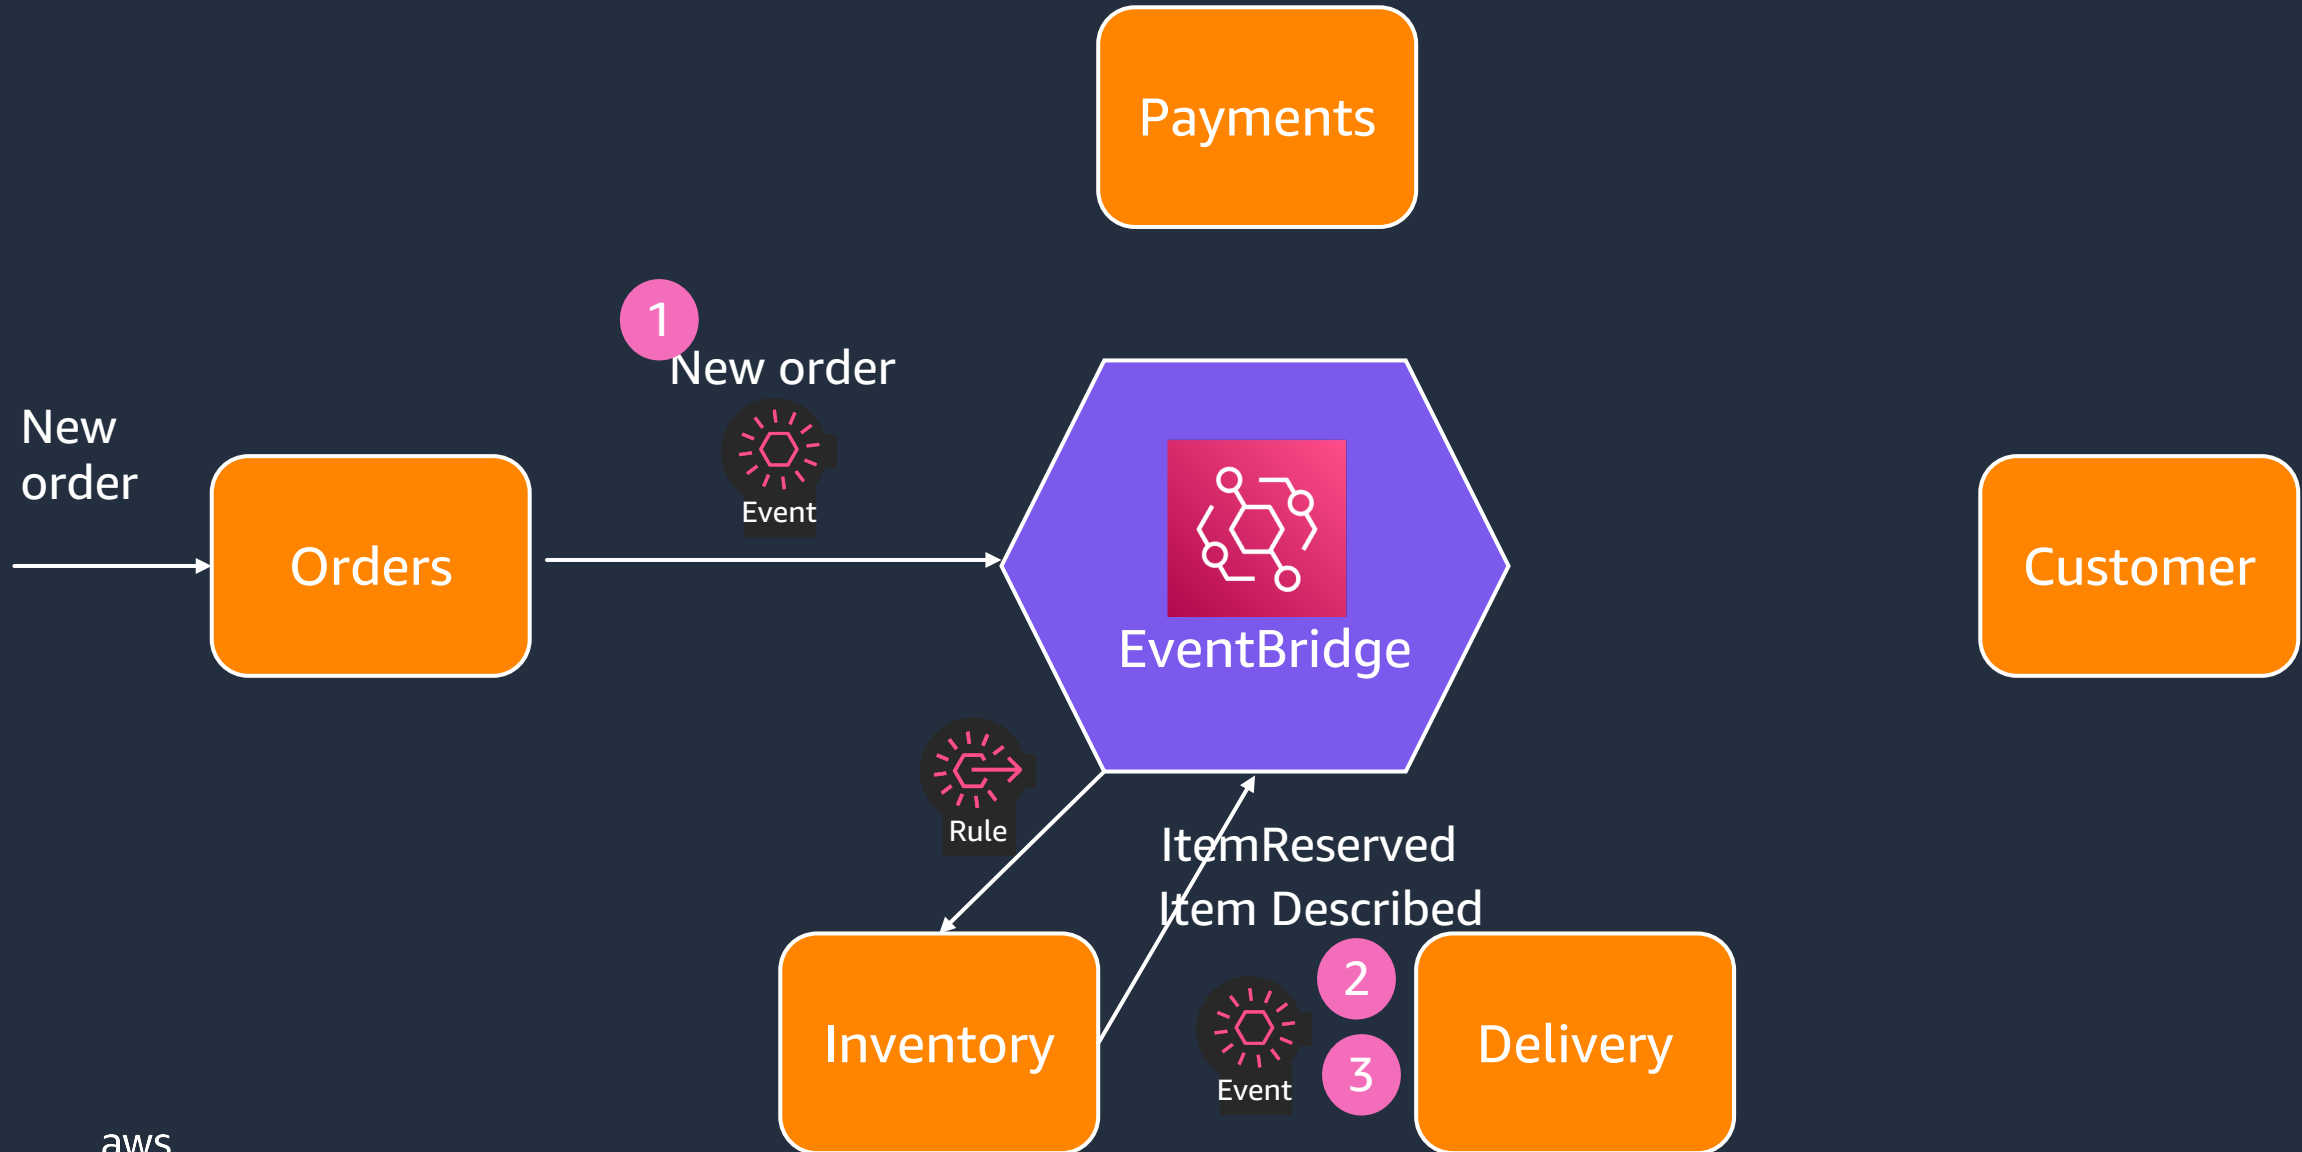 Payments
1
New order
Event
New
order
Orders
EventBridge
Customer
Rule
ItemReserved
Item Described
2
3
Event
Inventory
Delivery
aws